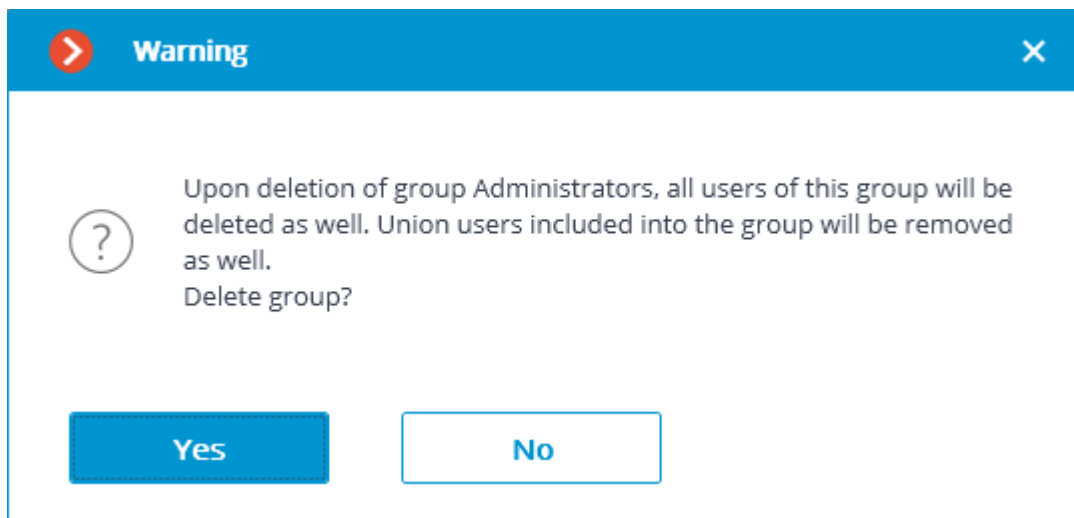 Warning
Upon deletion of group Administrators, all users of this group will be
deleted as well. Union users included into the group will be removed
as well.
Delete group?
Yes
No